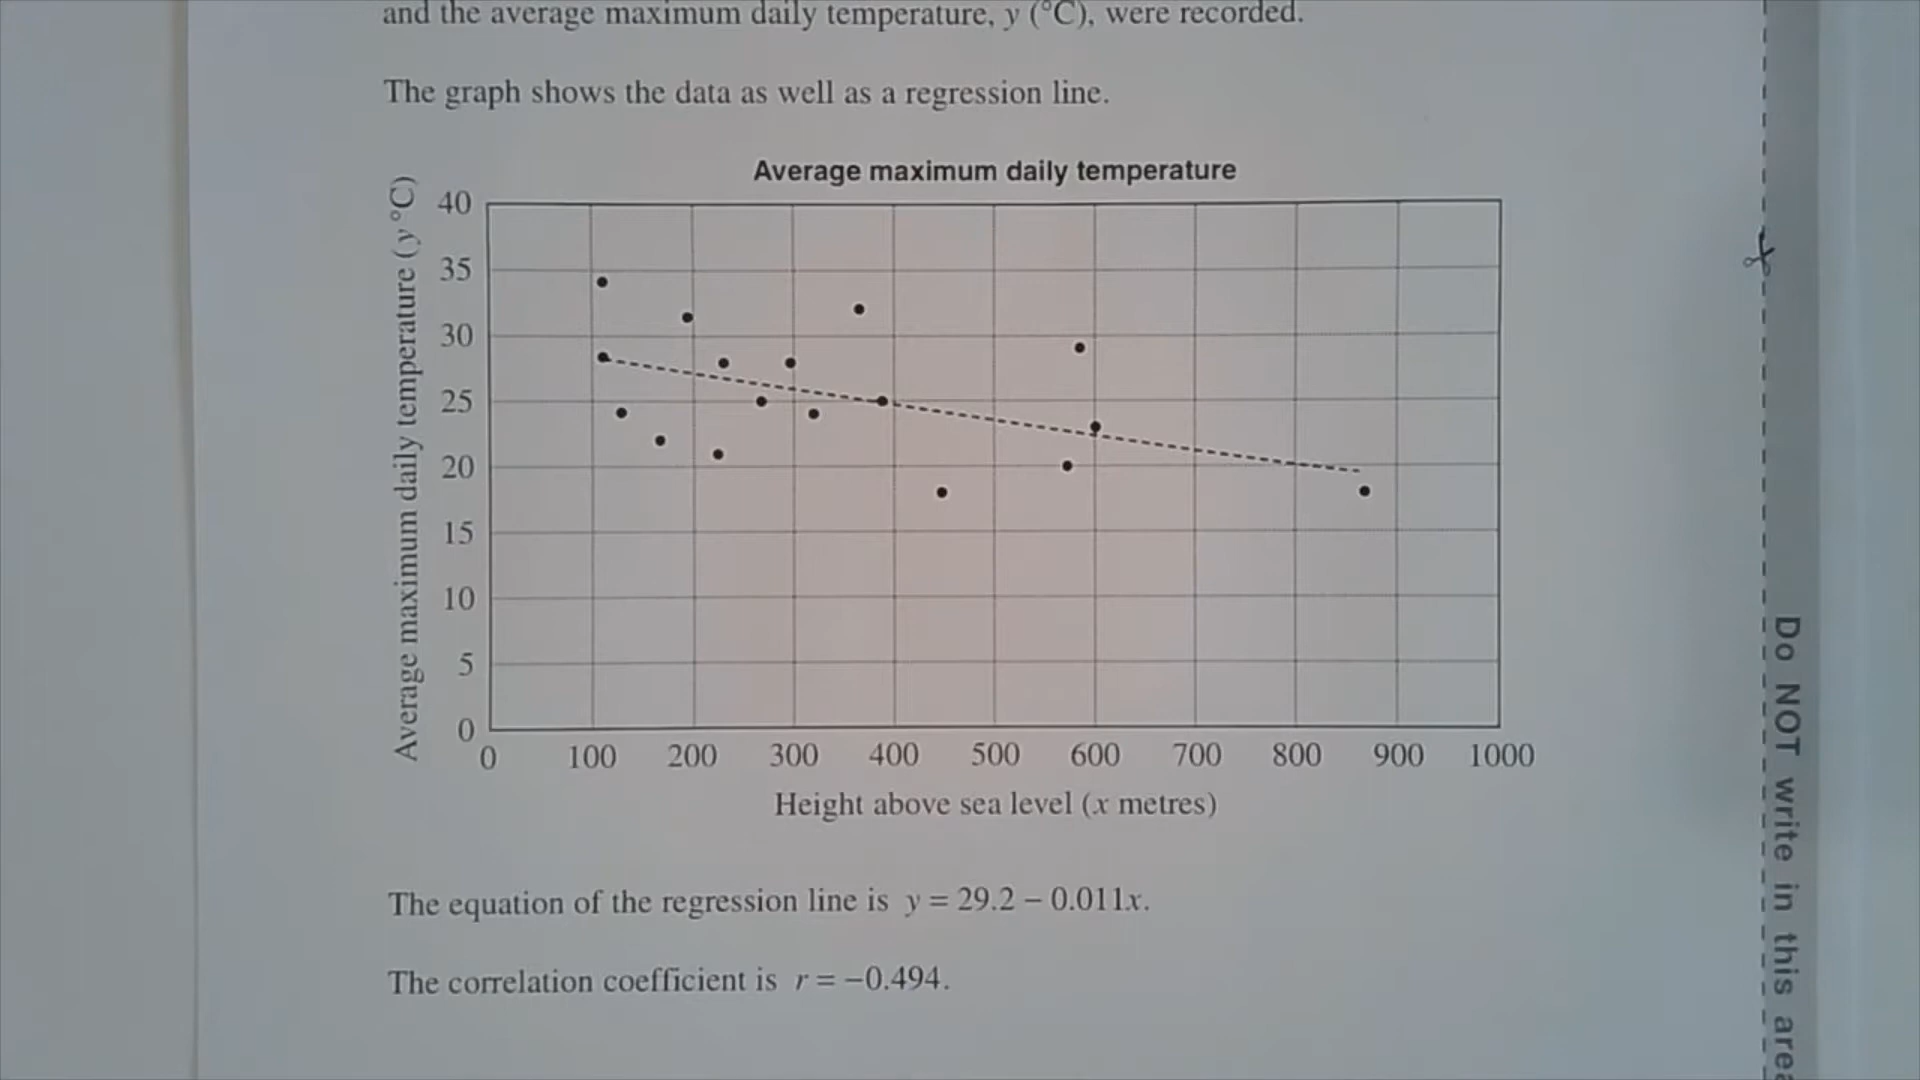 and the average maximum daily temperature, y (°C), were recorded.
The graph shows the data as well as a regression line.
Average maximum daily temperature
Average maximum daily temperature (y °C)
40
35
30
25
20
15
10
5
0
0 100 200 300 400 500 600 700 800 900 1000
Height above sea level (x metres)
The equation of the regression line is y = 29.2 – 0.011x.
The correlation coefficient is r = –0.494.
Do NOT write in this area